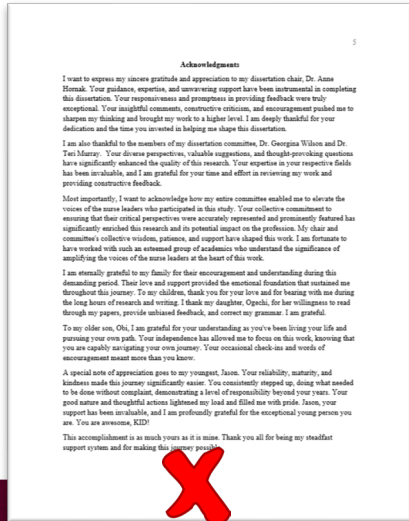 5
Acknowledgments
I want to express my sincere gratitude and appreciation to my dissertation chair, Dr. Anne
Hornak. Your guidance, expertise, and unwavering support have been instrumental in completing
this dissertation. Your responsiveness and promptness in providing feedback were truly
exceptional. Your insightful comments, constructive criticism, and encouragement pushed me to
sharpen my thinking and brought my work to a higher level. I am deeply thankful for your
dedication and the time you invested in helping me shape this dissertation.
I am also thankful to the members of my dissertation committee, Dr. Georgina Wilson and Dr.
Teri Murray. Your diverse perspectives, valuable suggestions, and thought-provoking questions
have significantly enhanced the quality of this research. Your expertise in your respective fields
has been invaluable, and I am grateful for your time and effort in reviewing my work and
providing constructive feedback.
Most importantly, I want to acknowledge how my entire committee enabled me to elevate the
voices of the nurse leaders who participated in this study. Your collective commitment to
ensuring that their critical perspectives were accurately represented and prominently featured has
significantly enriched this research and its potential impact on the profession. My chair and
committee's collective wisdom, patience, and support have shaped this work. I am fortunate to
have worked with such an esteemed group of academics who understand the significance of
amplifying the voices of the nurse leaders at the heart of this work.
I am eternally grateful to my family for their encouragement and understanding during this
demanding period. Their love and support provided the emotional foundation that sustained me
throughout this journey. To my children, thank you for your love and for bearing with me during
the long hours of research and writing. I thank my daughter, Ogechi, for her willingness to read
through my papers, provide unbiased feedback, and correct my grammar. I am grateful.
To my older son, Obi, I am grateful for your understanding as you've been living your life and
pursuing your own path. Your independence has allowed me to focus on this work, knowing that
you are capably navigating your own journey. Your occasional check-ins and words of
encouragement meant more than you know.
A special note of appreciation goes to my youngest, Jason. Your reliability, maturity, and
kindness made this journey significantly easier. You consistently stepped up, doing what needed
to be done without complaint, demonstrating a level of responsibility beyond your years. Your
good nature and thoughtful actions lightened my load and filled me with pride. Jason, your
support has been invaluable, and I am profoundly grateful for the exceptional young person you
are. You are awesome, KID!
This accomplishment is as much yours as it is mine. Thank you all for being my steadfast
support system and for making this journey possible.